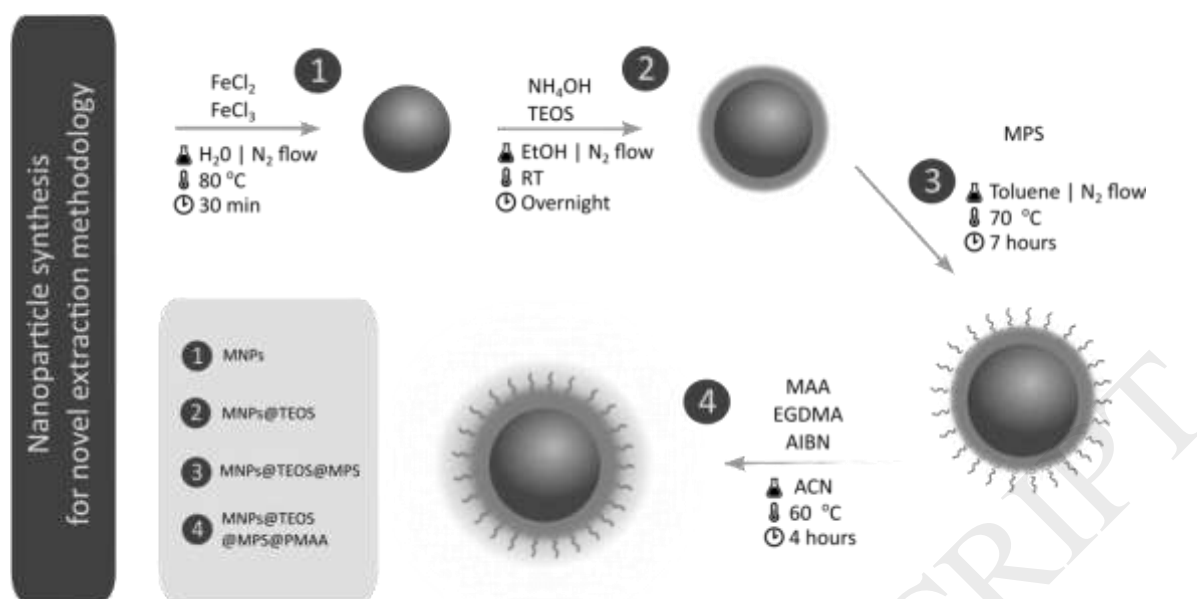 Nanoparticle synthesis
for novel extraction methodology
1
FeCl₂
FeCl₃
H₂0 | N₂ flow
80 °C
30 min
2
NH₄OH
TEOS
EtOH | N₂ flow
RT
Overnight
MPS
3
Toluene | N₂ flow
70 °C
7 hours
4
MAA
EGDMA
AIBN
ACN
60 °C
4 hours
1 MNPs
2 MNPs@TEOS
3 MNPs@TEOS@MPS
4 MNPs@TEOS
@MPS@PMAA
CRIPT